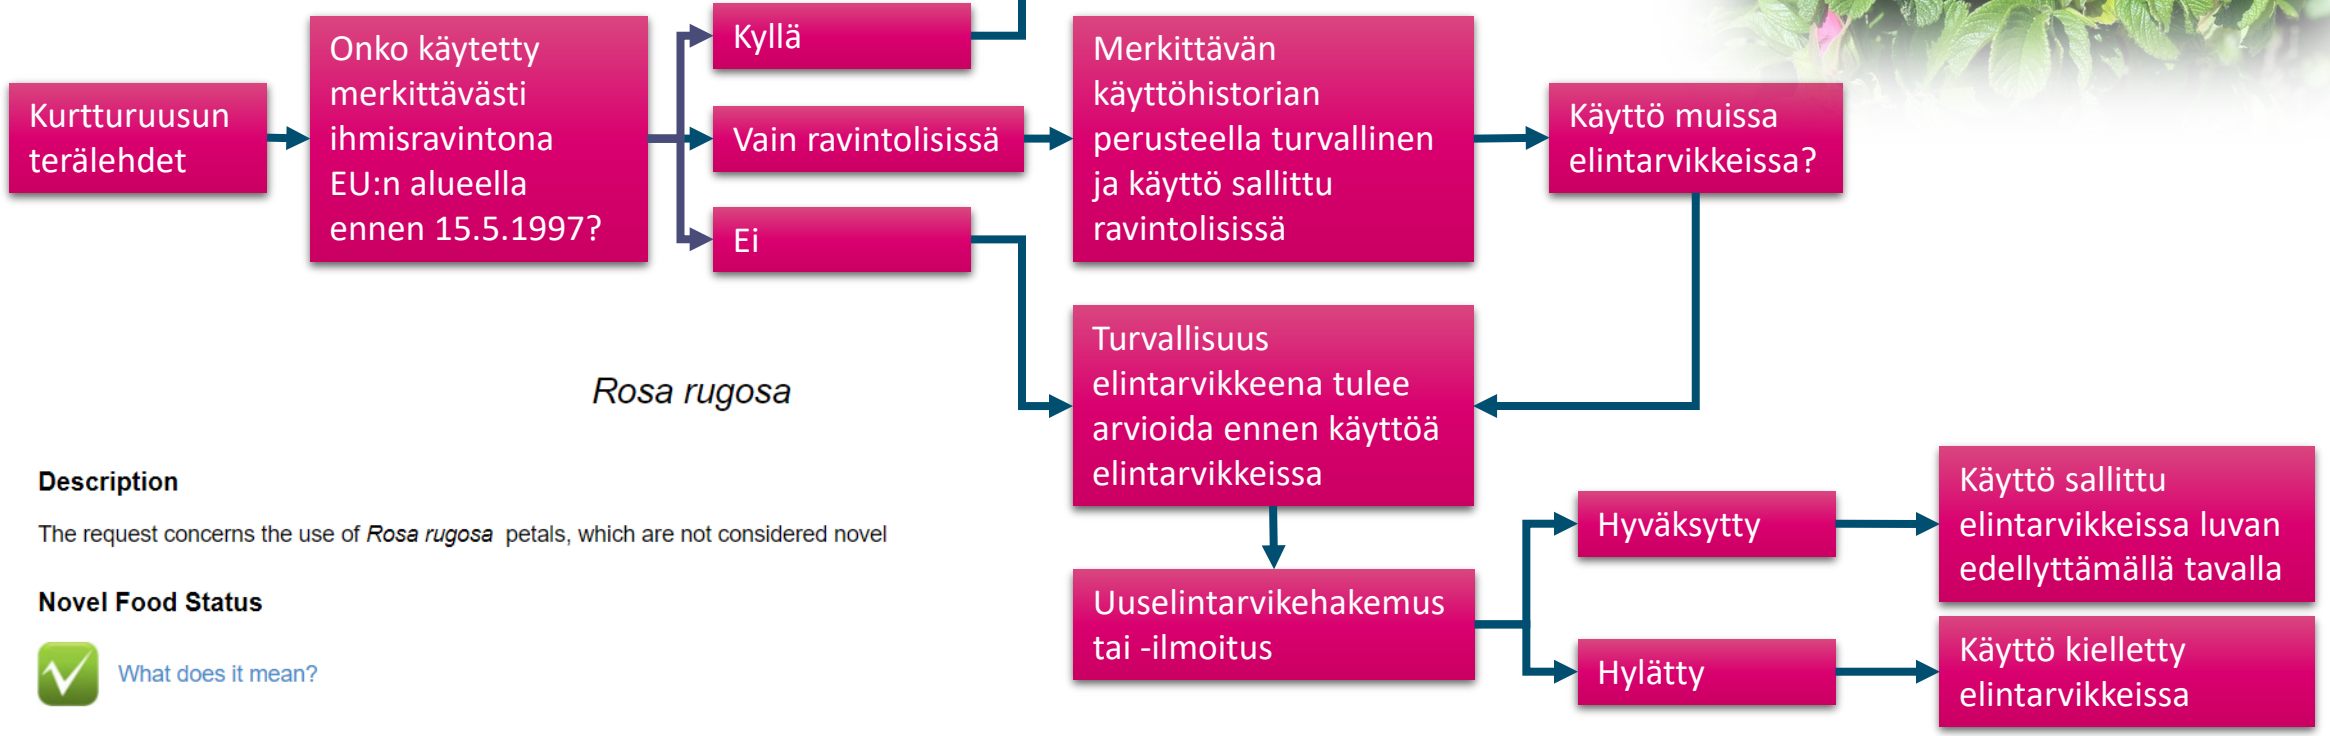 Kurtturuusun
terälehdet
Onko käytetty
merkittävästi
ihmisravintona
EU:n alueella
ennen 15.5.1997?
Kyllä
Vain ravintolisissä
Ei
Merkittävän
käyttöhistorian
perusteella turvallinen
ja käyttö sallittu
ravintolisissä
Käyttö muissa
elintarvikkeissa?
Turvallisuus
elintarvikkeena tulee
arvioida ennen käyttöä
elintarvikkeissa
Uuselintarvikehakemus
tai -ilmoitus
Hyväksytty
Hylätty
Käyttö sallittu
elintarvikkeissa luvan
edellyttämällä tavalla
Käyttö kielletty
elintarvikkeissa
Rosa rugosa
Description
The request concerns the use of Rosa rugosa petals, which are not considered novel
Novel Food Status
What does it mean?